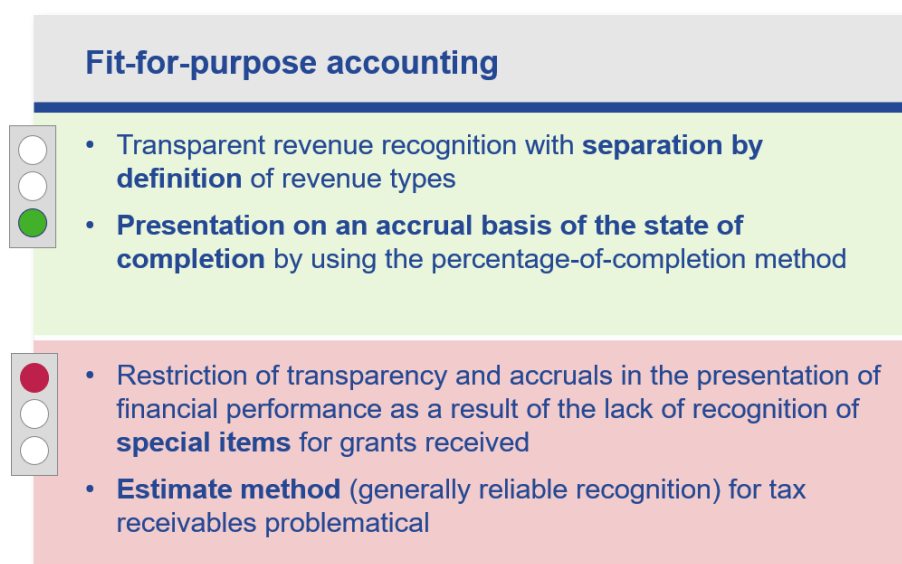 Fit-for-purpose accounting
• Transparent revenue recognition with separation by
definition of revenue types
• Presentation on an accrual basis of the state of
completion by using the percentage-of-completion method
• Restriction of transparency and accruals in the presentation of
financial performance as a result of the lack of recognition of
special items for grants received
• Estimate method (generally reliable recognition) for tax
receivables problematical